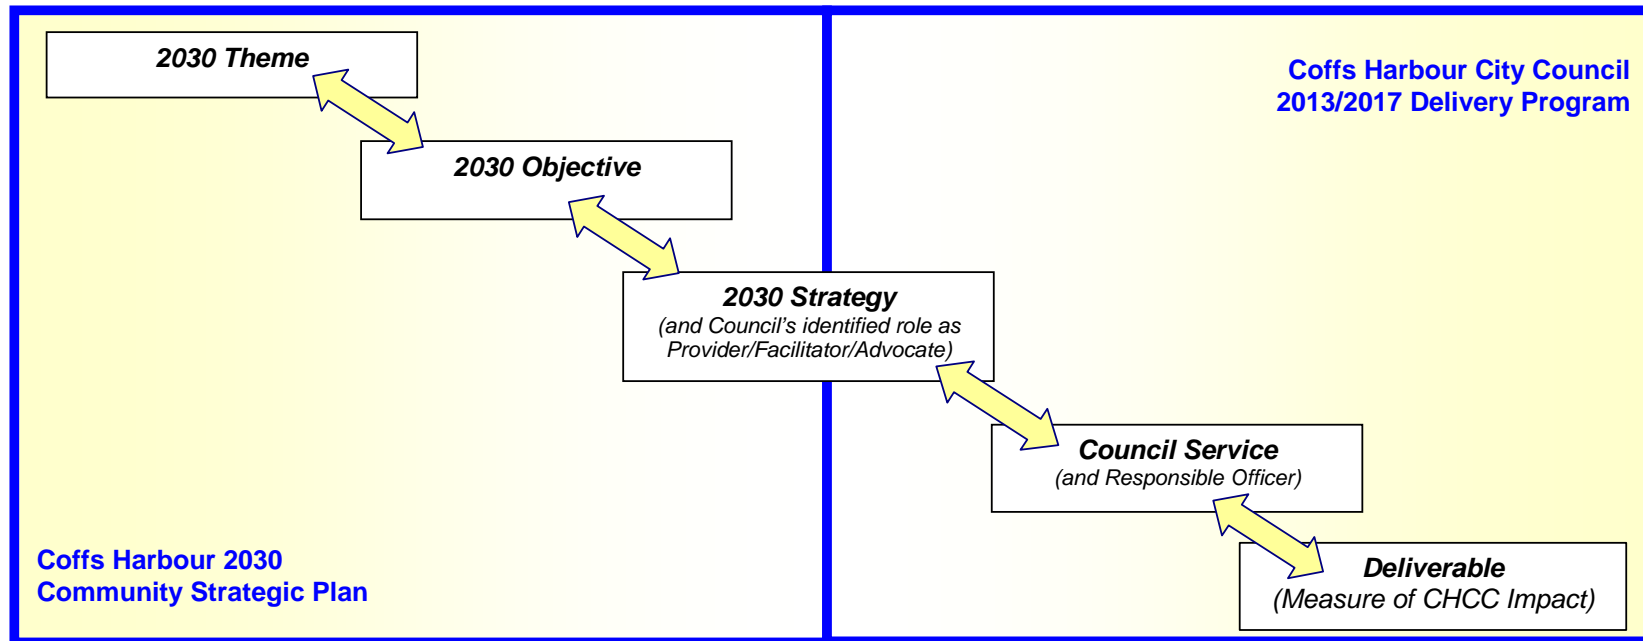 2030 Theme
Coffs Harbour City Council
2013/2017 Delivery Program
2030 Objective
2030 Strategy
(and Council’s identified role as
Provider/Facilitator/Advocate)
Council Service
(and Responsible Officer)
Coffs Harbour 2030
Community Strategic Plan
Deliverable
(Measure of CHCC Impact)